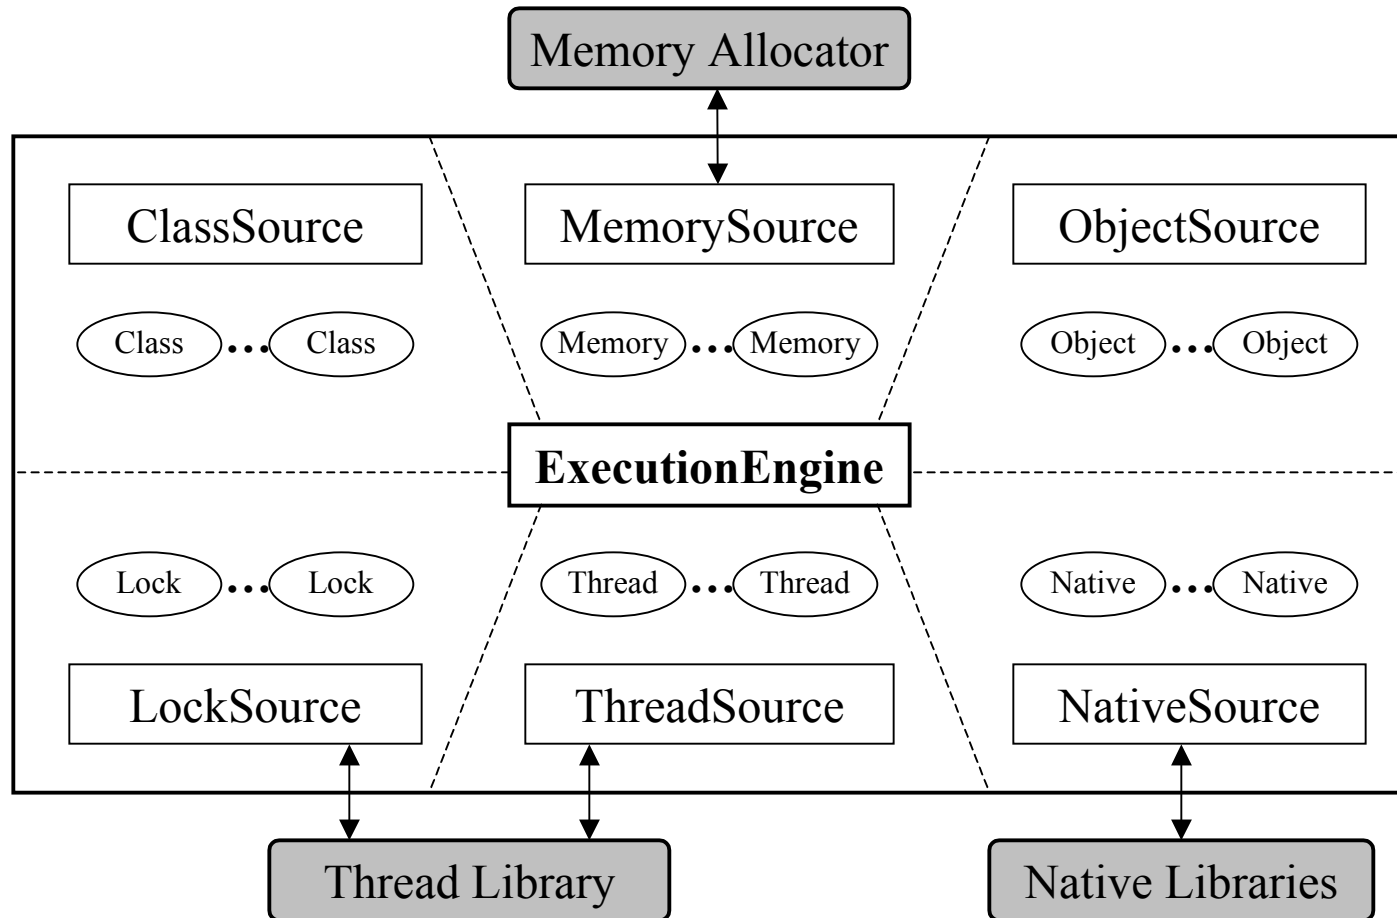 Memory Allocator
ClassSource
MemorySource
ObjectSource
Class ... Class
Memory ... Memory
Object ... Object
ExecutionEngine
Lock ... Lock
Thread ... Thread
Native ... Native
LockSource
ThreadSource
NativeSource
Thread Library
Native Libraries